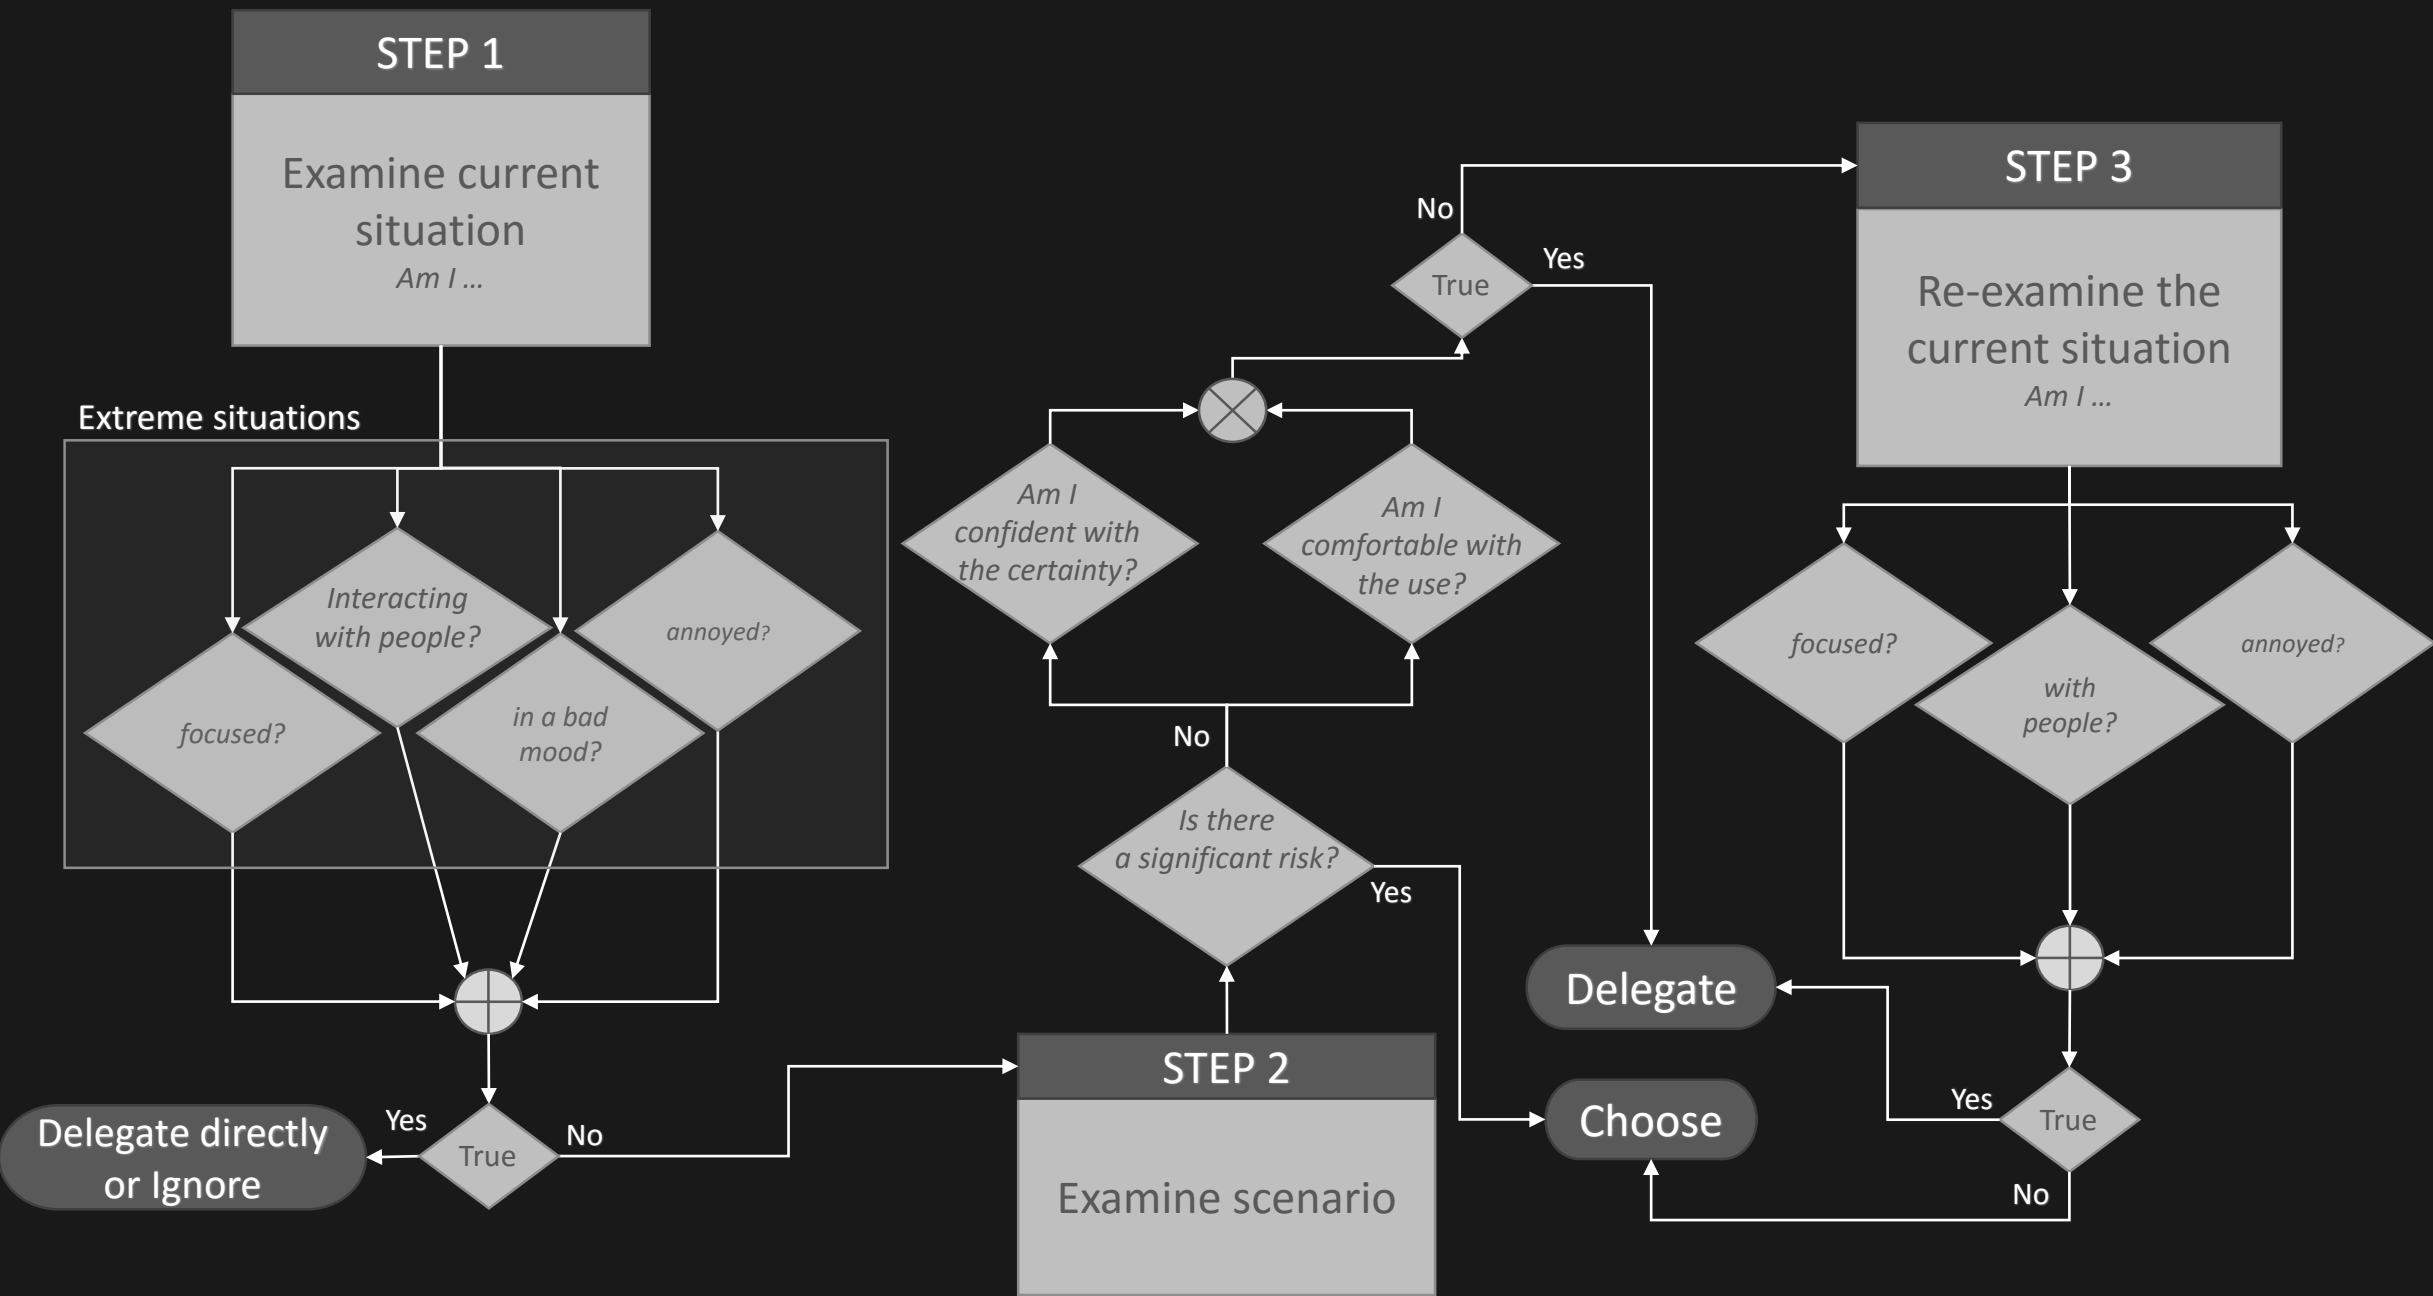 STEP 1
Examine current
situation
Am I ...
Extreme situations
Interacting
with people?
annoyed?
focused?
in a bad
mood?
Delegate directly
or Ignore
Yes
True
No
STEP 2
Examine scenario
Is there
a significant risk?
No
Yes
Am I
confident with
the certainty?
Am I
comfortable with
the use?
True
No
Yes
STEP 3
Re-examine the
current situation
Am I ...
focused?
with
people?
annoyed?
True
Yes
No
Delegate
Choose